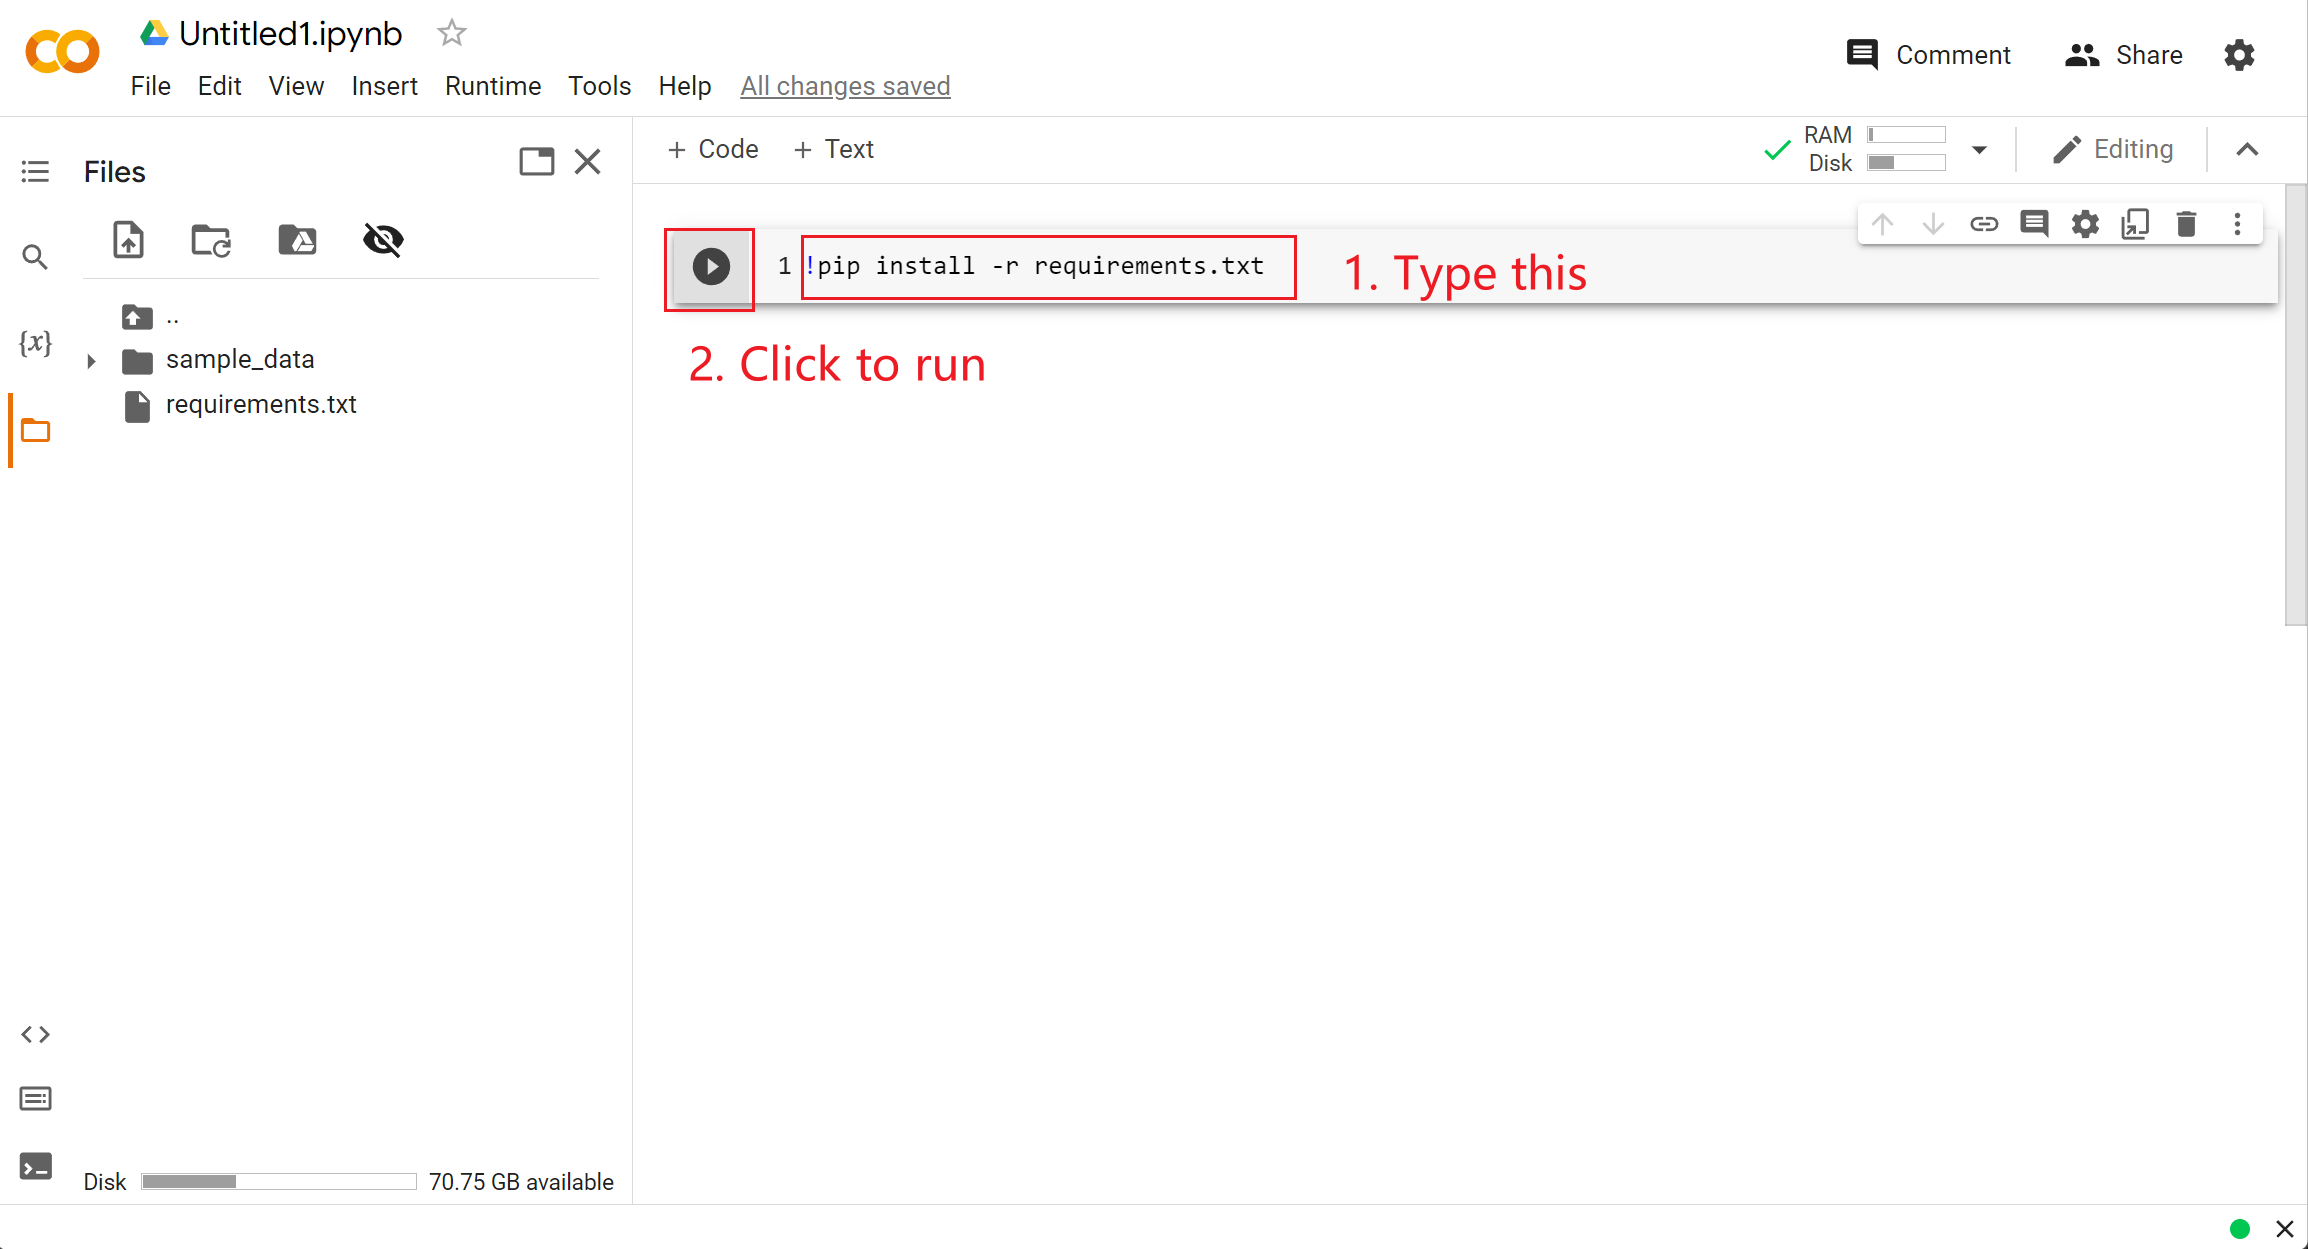 Untitled1.ipynb
File Edit View Insert Runtime Tools Help All changes saved
Comment Share
Files
+ Code + Text
RAM
Disk
Editing
1 !pip install -r requirements.txt
1. Type this
2. Click to run
{x}
..
sample_data
requirements.txt
Disk 70.75 GB available